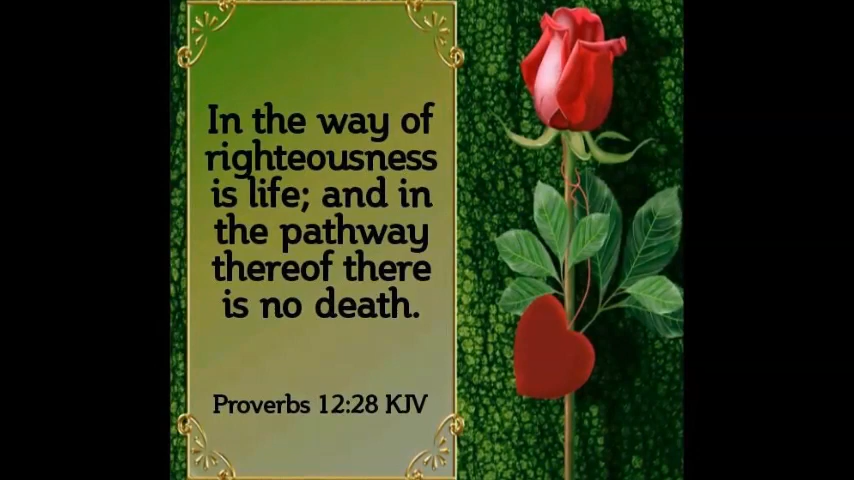 In the way of
righteousness
is life; and in
the pathway
thereof there
is no death.
Proverbs 12:28 KJV